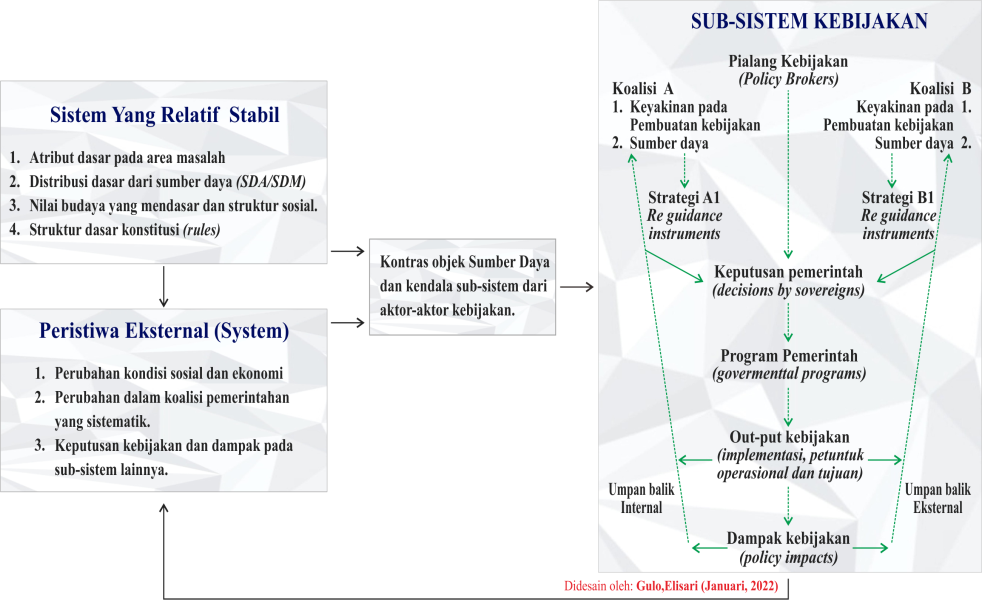 Sistem Yang Relatif Stabil
1. Atribut dasar pada area masalah
2. Distribusi dasar dari sumber daya (SDA/SDM)
3. Nilai budaya yang mendasar dan struktur sosial.
4. Struktur dasar konstitusi (rules)
Peristiwa Eksternal (System)
1. Perubahan kondisi sosial dan ekonomi
2. Perubahan dalam koalisi pemerintahan
yang sistematik.
3. Keputusan kebijakan dan dampak pada
sub-sistem lainnya.
Kontras objek Sumber Daya
dan kendala sub-sistem dari
aktor-aktor kebijakan.
SUB-SISTEM KEBIJAKAN
Pialang Kebijakan
(Policy Brokers)
Koalisi A
1. Keyakinan pada
Pembuatan kebijakan
2. Sumber daya
Strategi A1
Re guidance
instruments
Koalisi B
Keyakinan pada 1.
Pembuatan kebijakan
Sumber daya 2.
Strategi B1
Re guidance
instruments
Keputusan pemerintah
(decisions by sovereigns)
Program Pemerintah
(governmenttal programs)
Out-put kebijakan
(implementasi, petuntuk
operasional dan tujuan)
Umpan balik
Internal
Umpan balik
Eksternal
Dampak kebijakan
(policy impacts)
Didesain oleh: Gulo,Elisari (Januari, 2022)